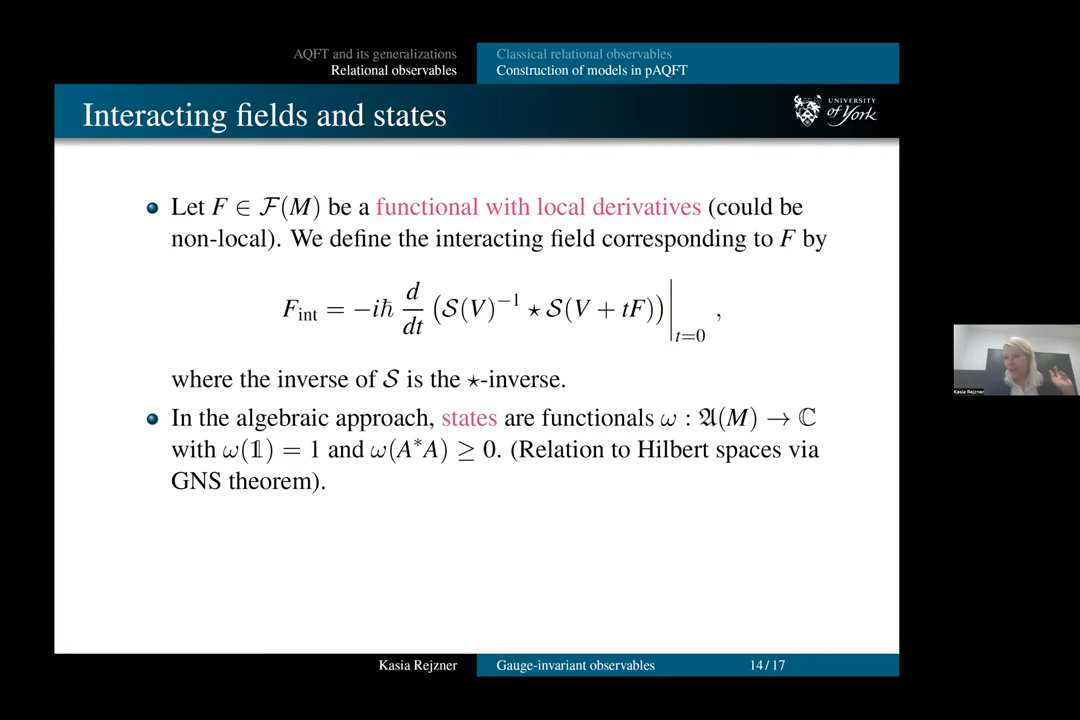 AQFT and its generalizations
Relational observables
Classical relational observables
Construction of models in pAQFT
Interacting fields and states
UNIVERSITY
of York
Let F ∈ ℱ(M) be a functional with local derivatives (could be
non-local). We define the interacting field corresponding to F by
F_int = −iℏ d/dt (𝒮(V)^{−1} ⋆ 𝒮(V + tF))|_{t=0} ,
where the inverse of 𝒮 is the ⋆-inverse.
In the algebraic approach, states are functionals ω : 𝔄(M) → ℂ
with ω(𝟙) = 1 and ω(A*A) ≥ 0. (Relation to Hilbert spaces via
GNS theorem).
Kasia Rejzner
Kasia Rejzner
Gauge-invariant observables
14 / 17